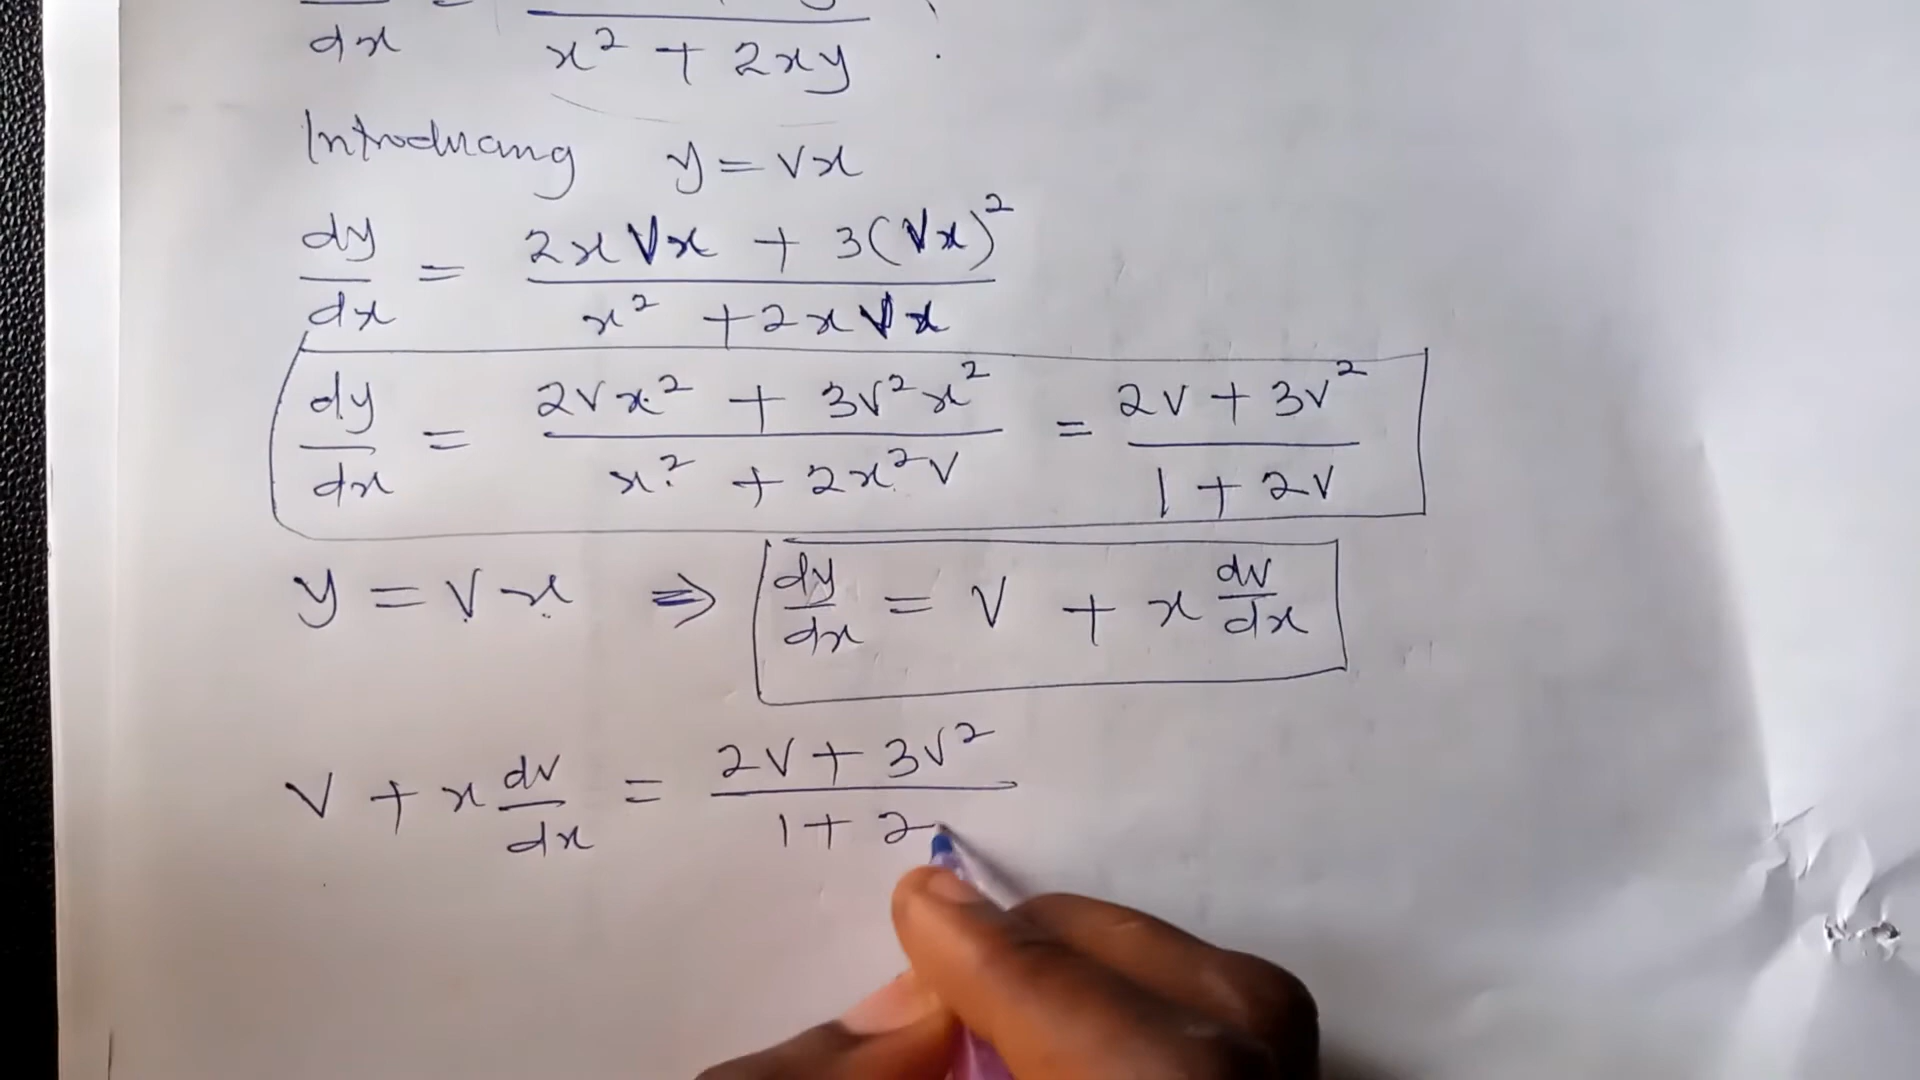 dx = x² + 2xy .
Introducing y = vx
dy/dx = (2x Vx + 3(Vx)²)/(x² + 2x V x)
dy/dx = (2Vx² + 3V²x²)/(x² + 2x²V) = (2V + 3V²)/(1 + 2V)
y = Vx ⇒ dy/dx = V + x dv/dx
V + x dv/dx = (2V + 3V²)/(1 + 2